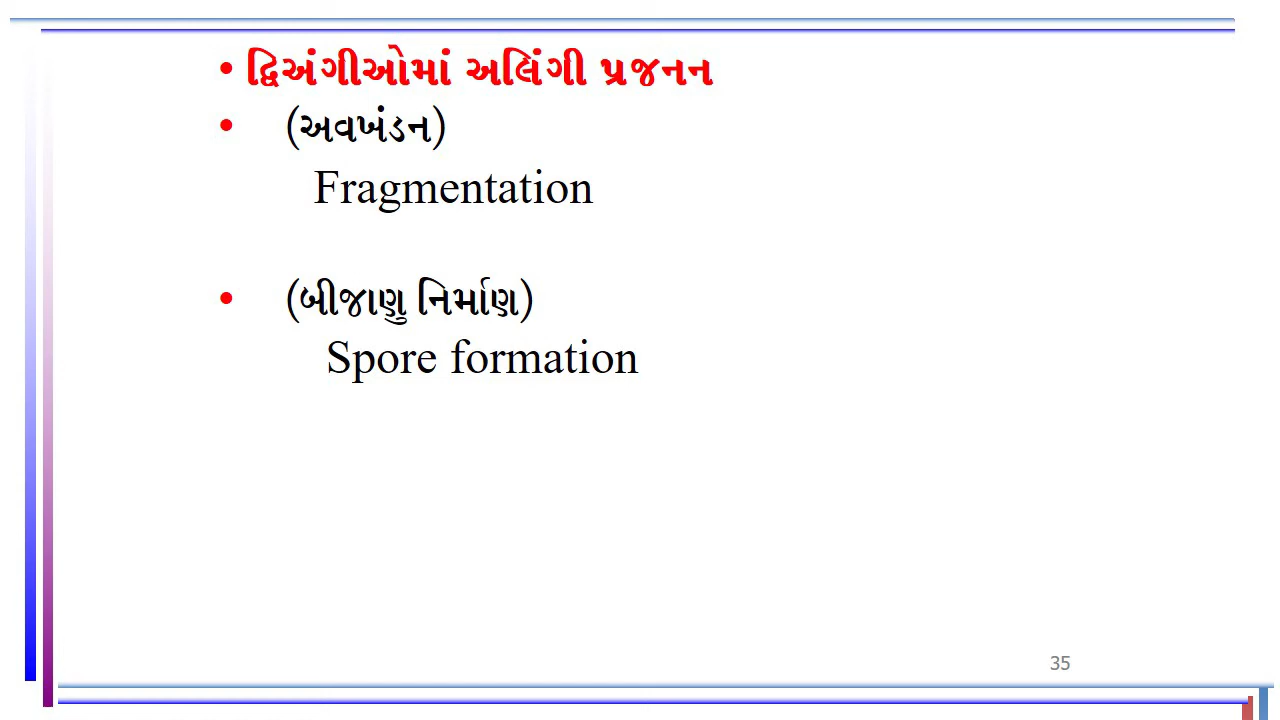 • દ્વિઅંગીઓમાં અલિંગી પ્રજનન
• (અવખંડન)
Fragmentation
• (બીજાણુ નિર્માણ)
Spore formation
35